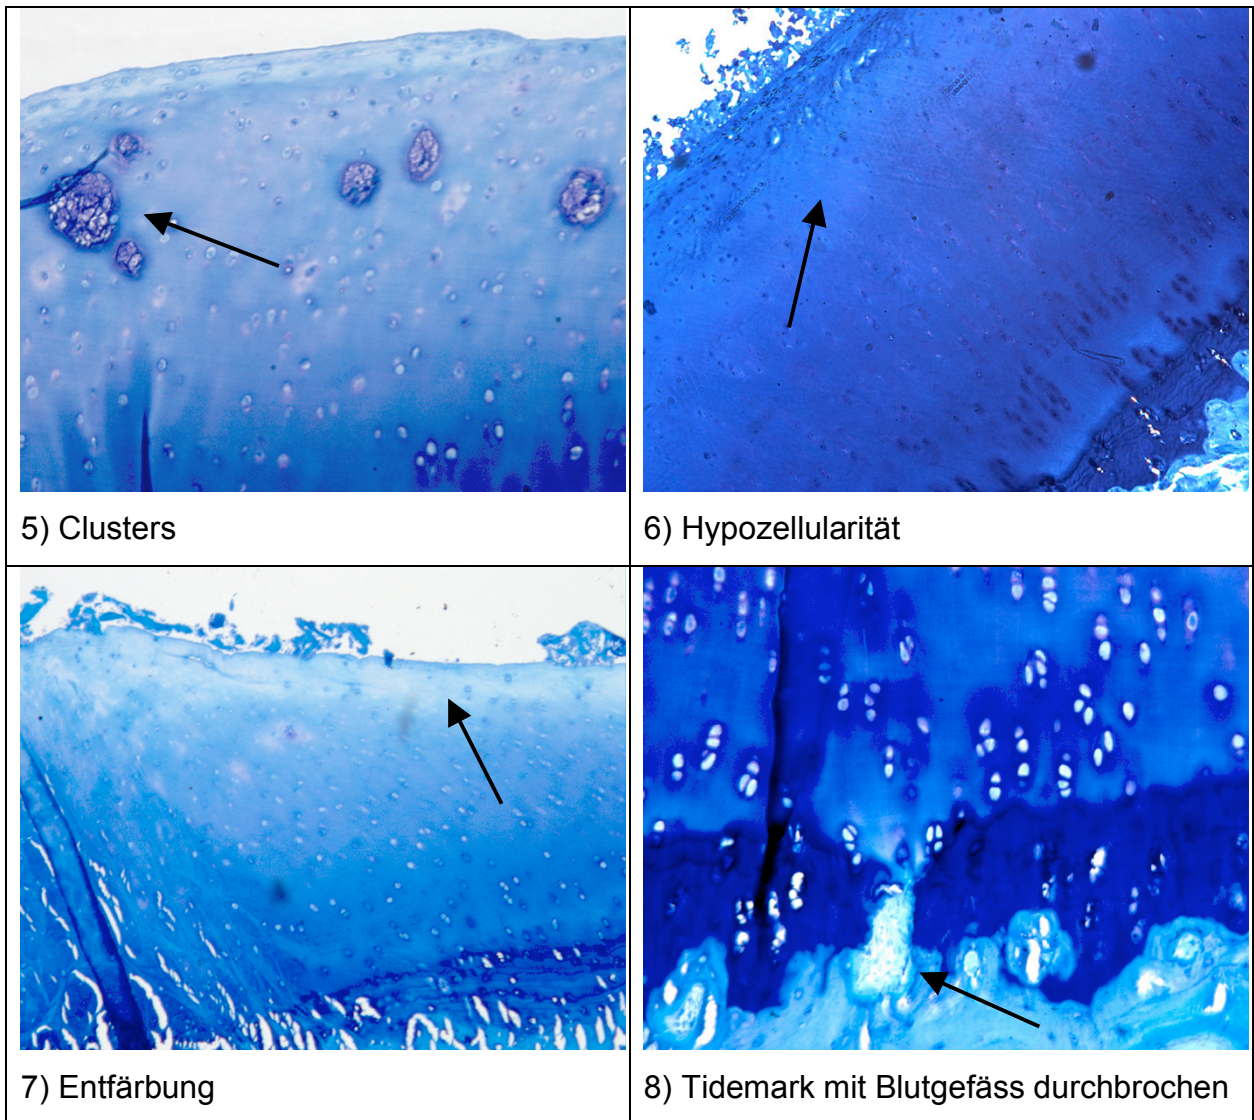 5) Clusters
6) Hypozellularität
7) Entfärbung
8) Tidemark mit Blutgefäss durchbrochen